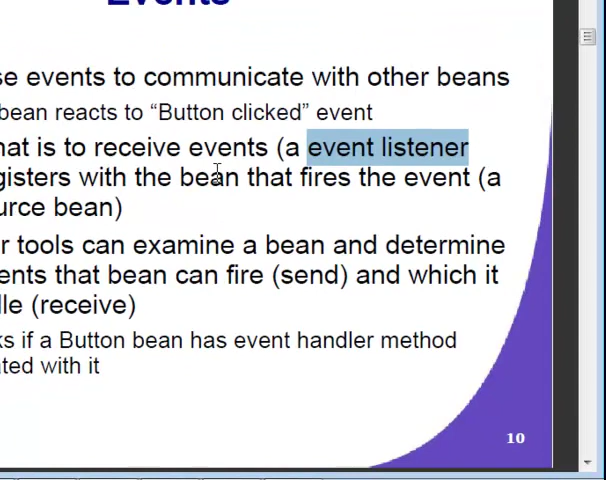 Events
se events to communicate with other beans
bean reacts to “Button clicked” event
hat is to receive events (a event listener
gisters with the bean that fires the event (a
urce bean)
r tools can examine a bean and determine
ents that bean can fire (send) and which it
lle (receive)
ks if a Button bean has event handler method
ated with it
10